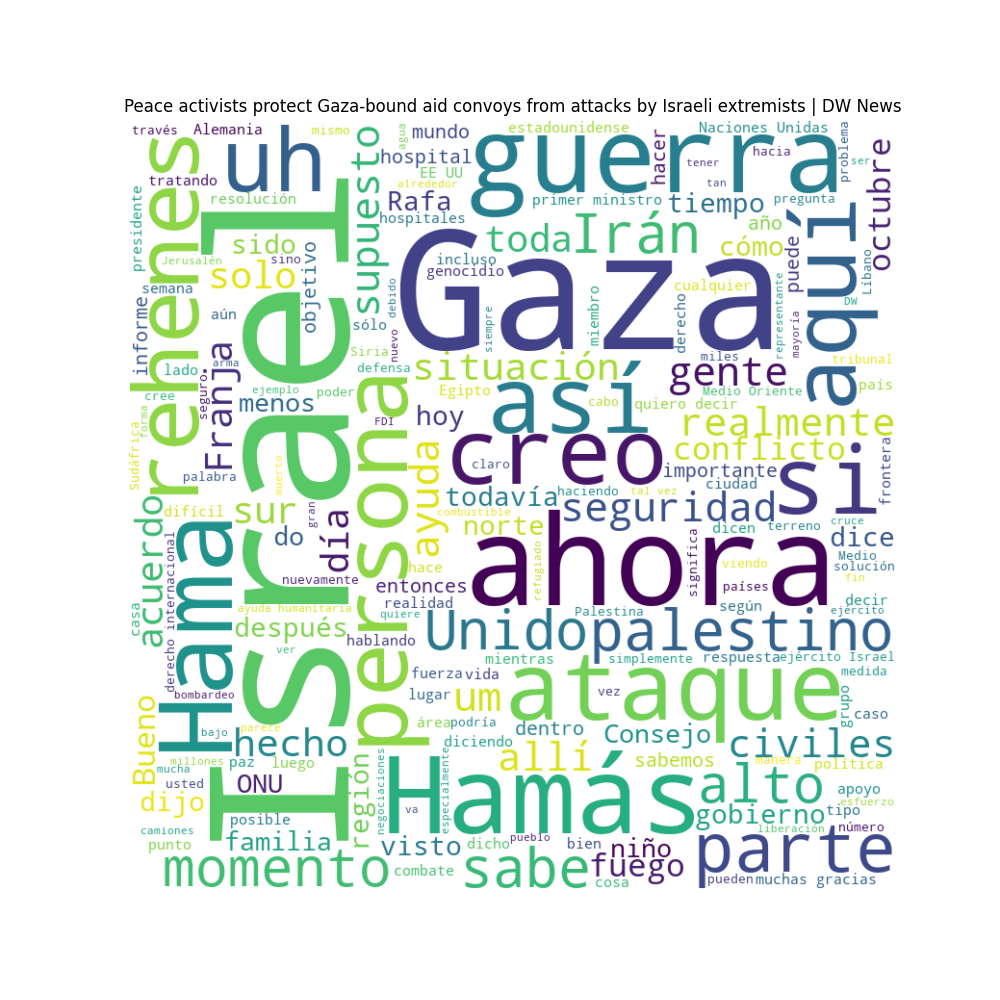 Peace activists protect Gaza-bound aid convoys from attacks by Israeli extremists | DW News
través
Alemania
mismo
uh
supuesto
agua
mundo
estadounidense
guerra
hacer
Naciones Unidas
hacia
problema
ser
octubre
tratando
rehenes
hospital
EE UU
alrededor
tener
tan
resolución
Rafa
primer ministro
tiempo
pregunta
presidente
hospitales
año
aquí
Israel
sido
toda
Irán
cómo
puede
Líbano
Jerusalén
sino
objetivo
incluso
genocidio
Gaza
solo
debido
cualquier
representante
semana
miembro
derecho
mayoría
DW
informe
aún
sólo
nuevo
siempre
Siria
miles
tribunal
lado
arma
defensa
situación
gente
Franja
seguro
ejemplo
poder
Egipto
así
Medio Oriente
país
cree
forma
menos
persona
cabo
quiero decir
hoy
FDI
realmente
Sudáfrica
creo
conflicto
si
frontera
palabra
muerto
ayuda
claro
importante
ciudad
todavía
haciendo
tal vez
acuerdo
difícil
sur
gran
combustible
seguridad
norte
dicen
terreno
cruce
Hama
do
día
ahora
dice
hace
entonces
refugiado
significa
viendo
Medio
solución
nuevamente
países
fin
casa
derecho internacional
ayuda humanitaria
realidad
quiere
Palestina
según
decir
ejército
después
hablando
Unido
palestino
ver
mientras
simplemente
respuesta
ejército Israel
bombardeo
fuerza
vida
ataque
medida
lugar
um
vez
grupo
caso
Bueno
bajo
parece
área
podría
dentro
Consejo
hecho
diciendo
civiles
millones
paz
luego
región
allí
sabemos
manera
política
mucha
usted
ONU
I
negociaciones
Hamás
especialmente
alto
apoyo
dijo
va
esfuerzo
posible
gobierno
tipo
camiones
punto
familia
visto
dicho
pueblo
bien
niño
liberación
número
parte
momento
combate
sabe
fuego
cosa
pueden
muchas gracias